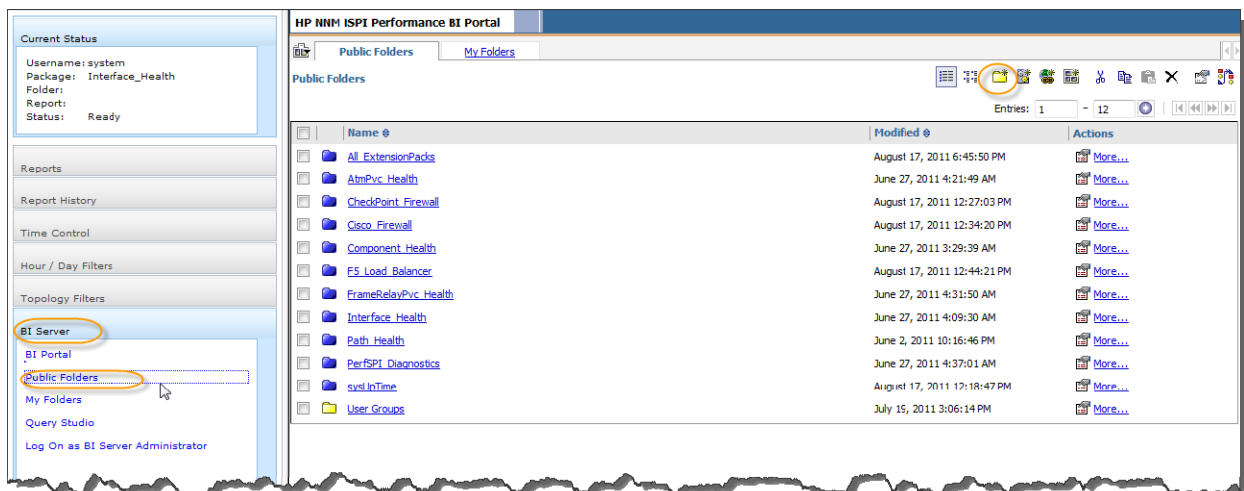 Current Status
Username: system
Package: Interface_Health
Folder:
Report:
Status: Ready
Reports
Report History
Time Control
Hour / Day Filters
Topology Filters
BI Server
BI Portal
Public Folders
My Folders
Query Studio
Log On as BI Server Administrator
HP NNM iSPI Performance BI Portal
Public Folders My Folders
Public Folders
Entries: 1 - 12
Name Modified Actions
All_ExtensionPacks August 17, 2011 6:45:50 PM More...
AtmPvc_Health June 27, 2011 4:21:49 AM More...
CheckPoint_Firewall August 17, 2011 12:27:03 PM More...
Cisco_Firewall August 17, 2011 12:34:20 PM More...
Component_Health June 27, 2011 3:29:39 AM More...
F5_Load_Balancer August 17, 2011 12:44:21 PM More...
FrameRelayPvc_Health June 27, 2011 4:31:50 AM More...
Interface_Health June 27, 2011 4:09:30 AM More...
Path_Health June 2, 2011 10:16:46 PM More...
PerfSPI_Diagnostics June 27, 2011 4:37:01 AM More...
sysUpTime August 17, 2011 12:18:47 PM More...
User Groups July 19, 2011 3:06:14 PM More...